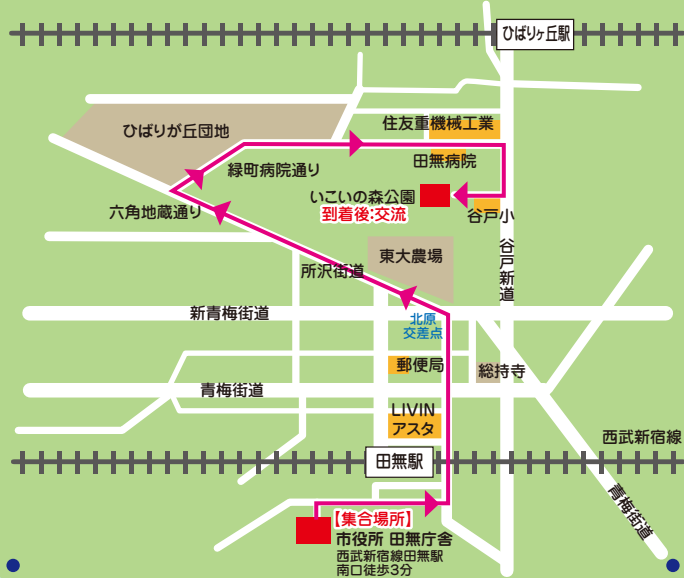 ひばりヶ丘駅
ひばりが丘団地
住友重機械工業
田無病院
緑町病院通り
いこいの森公園
到着後:交流
六角地蔵通り
谷戸小
谷戸新道
東大農場
所沢街道
新青梅街道
北原
交差点
郵便局
総持寺
青梅街道
LIVIN
アスタ
西武新宿線
田無駅
青梅街道
【集合場所】
市役所 田無庁舎
西武新宿線田無駅
南口徒歩3分